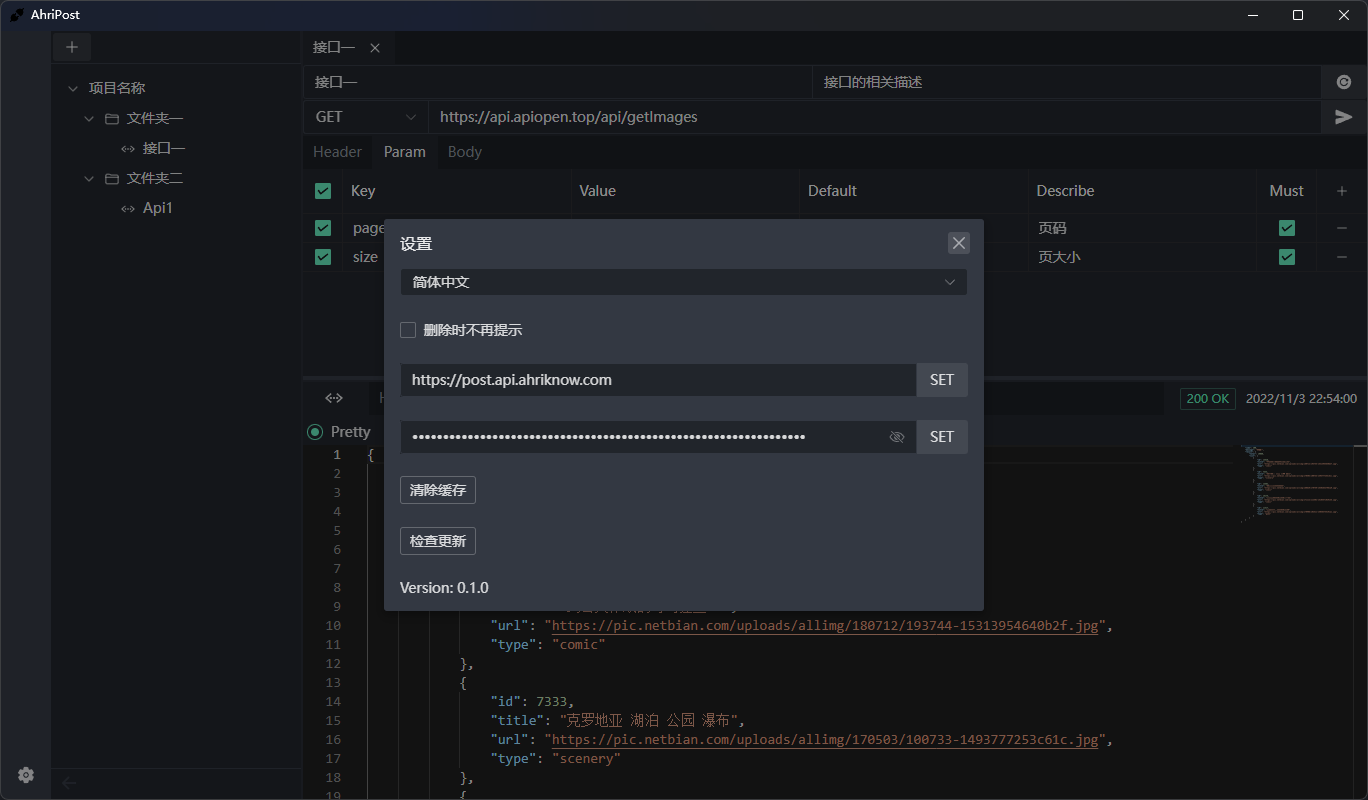 AhriPost
接口一
项目名称
文件夹一
接口一
文件夹二
Api1
接口一
接口的相关描述
GET
https://api.apiopen.top/api/getImages
Header Param Body
Key Value Default Describe Must
page 页码
size 页大小
设置
简体中文
删除时不再提示
https://post.api.ahriknow.com
SET
••••••••••••••••••••••••••••••••••••••••••••••••••••••••••••••••
SET
清除缓存
检查更新
Version: 0.1.0
200 OK 2022/11/3 22:54:00
Pretty
1 {
2
3
4
5
6
7
8
9
10 "url": "https://pic.netbian.com/uploads/allimg/180712/193744-15313954640b2f.jpg",
11 "type": "comic"
12 },
13 {
14 "id": 7333,
15 "title": "克罗地亚 湖泊 公园 瀑布",
16 "url": "https://pic.netbian.com/uploads/allimg/170503/100733-1493777253c61c.jpg",
17 "type": "scenery"
18 },
19 {